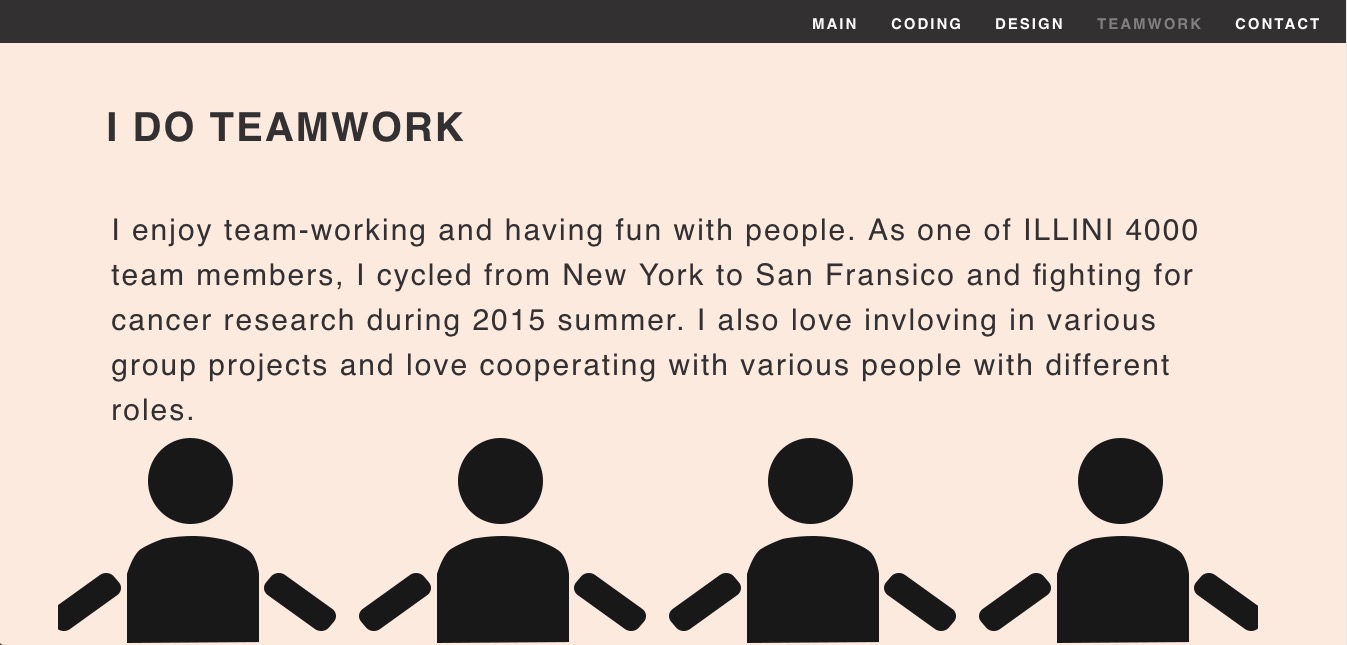 MAIN CODING DESIGN TEAMWORK CONTACT
I DO TEAMWORK
I enjoy team-working and having fun with people. As one of ILLINI 4000
team members, I cycled from New York to San Fransico and fighting for
cancer research during 2015 summer. I also love invloving in various
group projects and love cooperating with various people with different
roles.